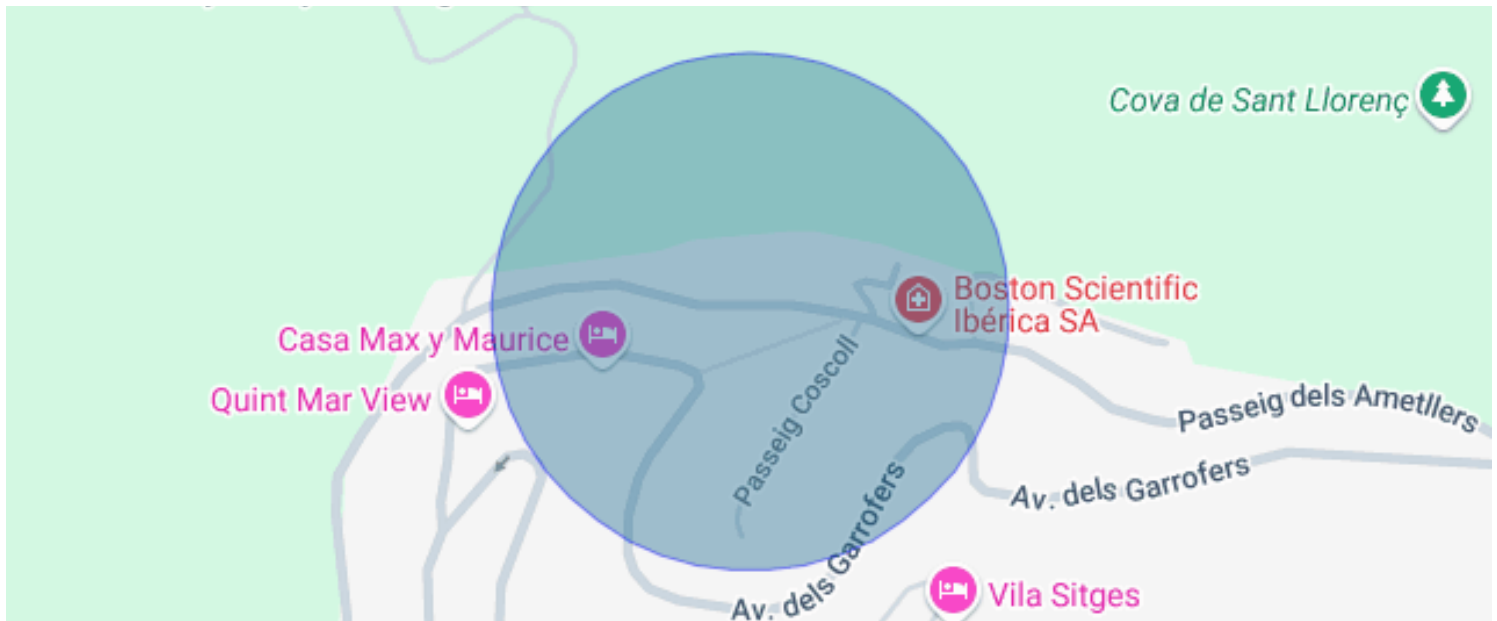 Cova de Sant Llorenç
Boston Scientific
Ibérica SA
Casa Max y Maurice
Quint Mar View
Passeig Coscoll
Passeig dels Ametllers
Av. dels Garrofers
Av. dels Garrofers
Vila Sitges